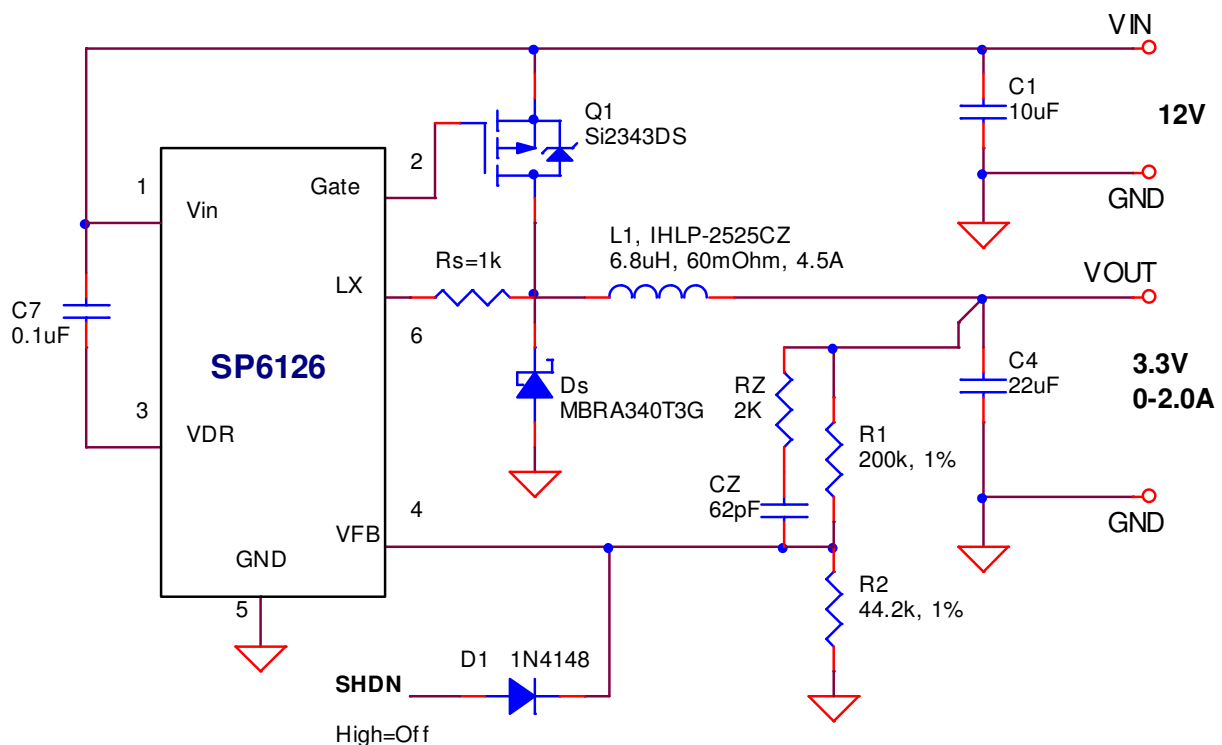 VIN
C1
10uF
12V
GND
Q1
Si2343DS
2
1
Gate
Vin
L1, IHLP-2525CZ
6.8uH, 60mOhm, 4.5A
Rs=1k
LX
VOUT
C7
0.1uF
6
SP6126
C4
22uF
3.3V
0-2.0A
Ds
MBRA340T3G
RZ
2K
3
VDR
R1
200k, 1%
CZ
62pF
4
VFB
GND
GND
5
R2
44.2k, 1%
D1 1N4148
SHDN
High=Off